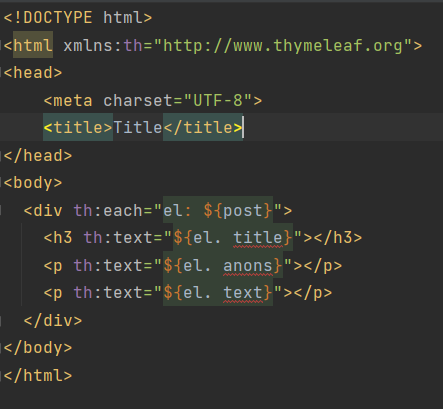 <!DOCTYPE html>
<html xmlns:th="http://www.thymeleaf.org">
<head>
    <meta charset="UTF-8">
    <title>Title</title>
</head>
<body>
  <div th:each="el: ${post}">
    <h3 th:text="${el. title}"></h3>
    <p th:text="${el. anons}"></p>
    <p th:text="${el. text}"></p>
  </div>
</body>
</html>